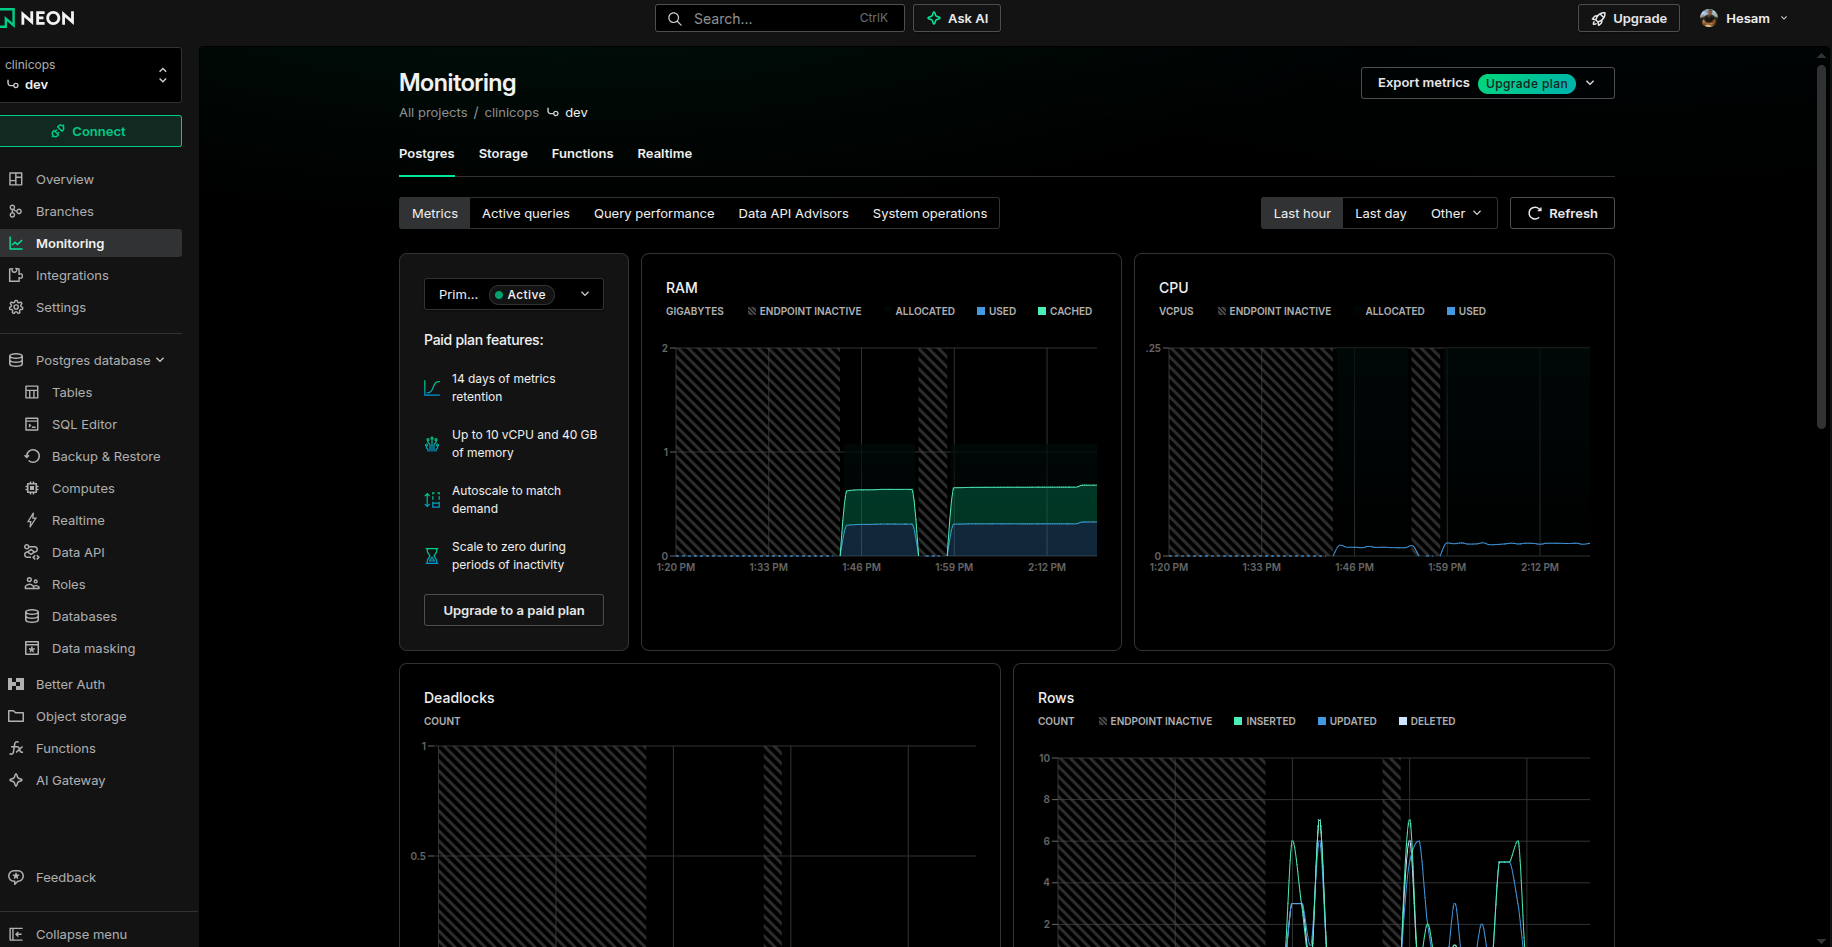 NEON
Search...
CtrlK
Ask AI
Upgrade
Hesam
clinicops
dev
Connect
Overview
Branches
Monitoring
Integrations
Settings
Postgres database
Tables
SQL Editor
Backup & Restore
Computes
Realtime
Data API
Roles
Databases
Data masking
Better Auth
Object storage
Functions
AI Gateway
Feedback
Collapse menu
Monitoring
All projects / clinicops dev
Export metrics Upgrade plan
Postgres Storage Functions Realtime
Metrics Active queries Query performance Data API Advisors System operations
Last hour Last day Other
Refresh
Prim... Active
Paid plan features:
14 days of metrics
retention
Up to 10 vCPU and 40 GB
of memory
Autoscale to match
demand
Scale to zero during
periods of inactivity
Upgrade to a paid plan
RAM
GIGABYTES ENDPOINT INACTIVE ALLOCATED USED CACHED
2
1
0
1:20 PM 1:33 PM 1:46 PM 1:59 PM 2:12 PM
CPU
VCPUS ENDPOINT INACTIVE ALLOCATED USED
.25
0
1:20 PM 1:33 PM 1:46 PM 1:59 PM 2:12 PM
Deadlocks
COUNT
1
0.5
Rows
COUNT ENDPOINT INACTIVE INSERTED UPDATED DELETED
10
8
6
4
2